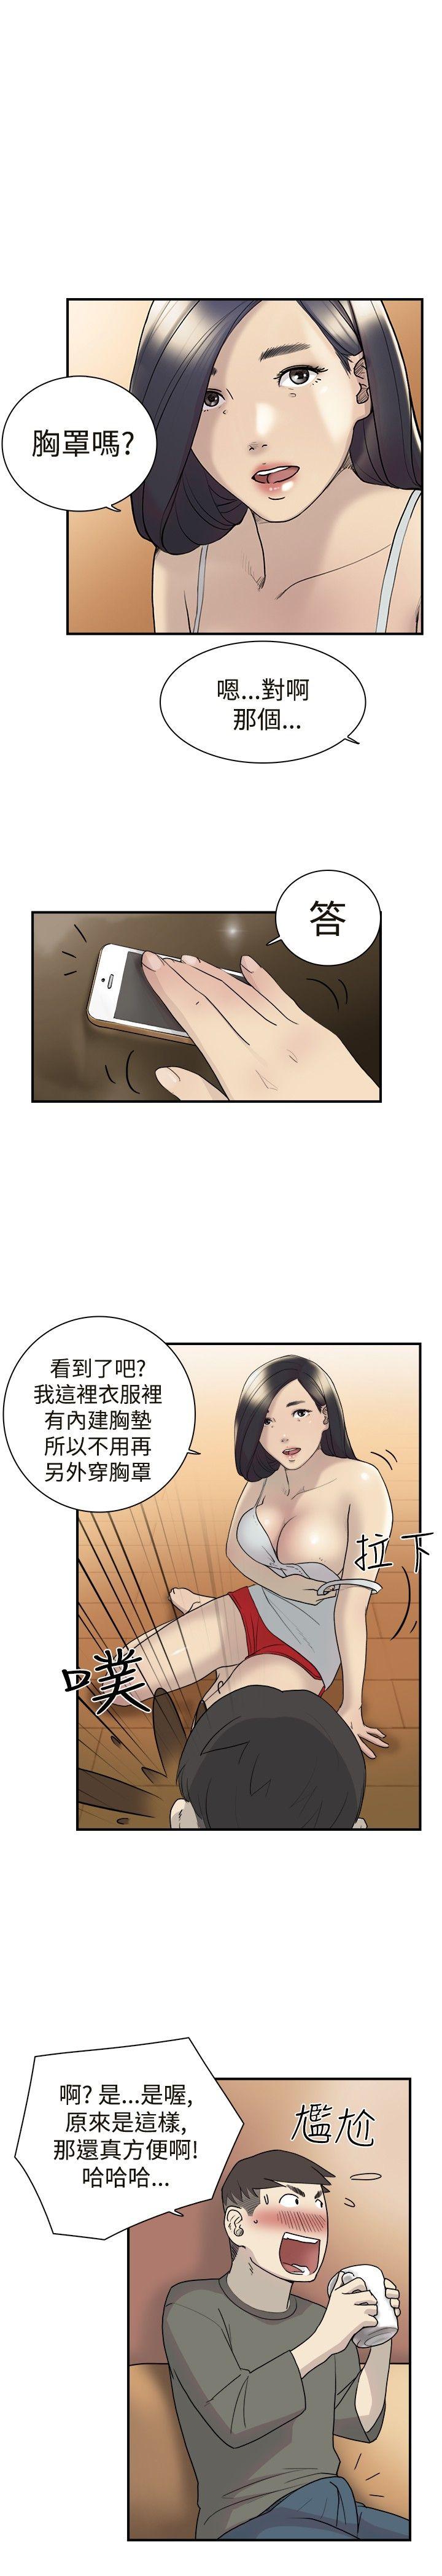 胸罩嗎?
嗯...對啊
那個...
答
看到了吧?
我這裡衣服裡
有內建胸墊
所以不用再
另外穿胸罩
拉下
噗
啊? 是...是喔,
原來是這樣,
那還真方便啊!
哈哈哈...
尷尬